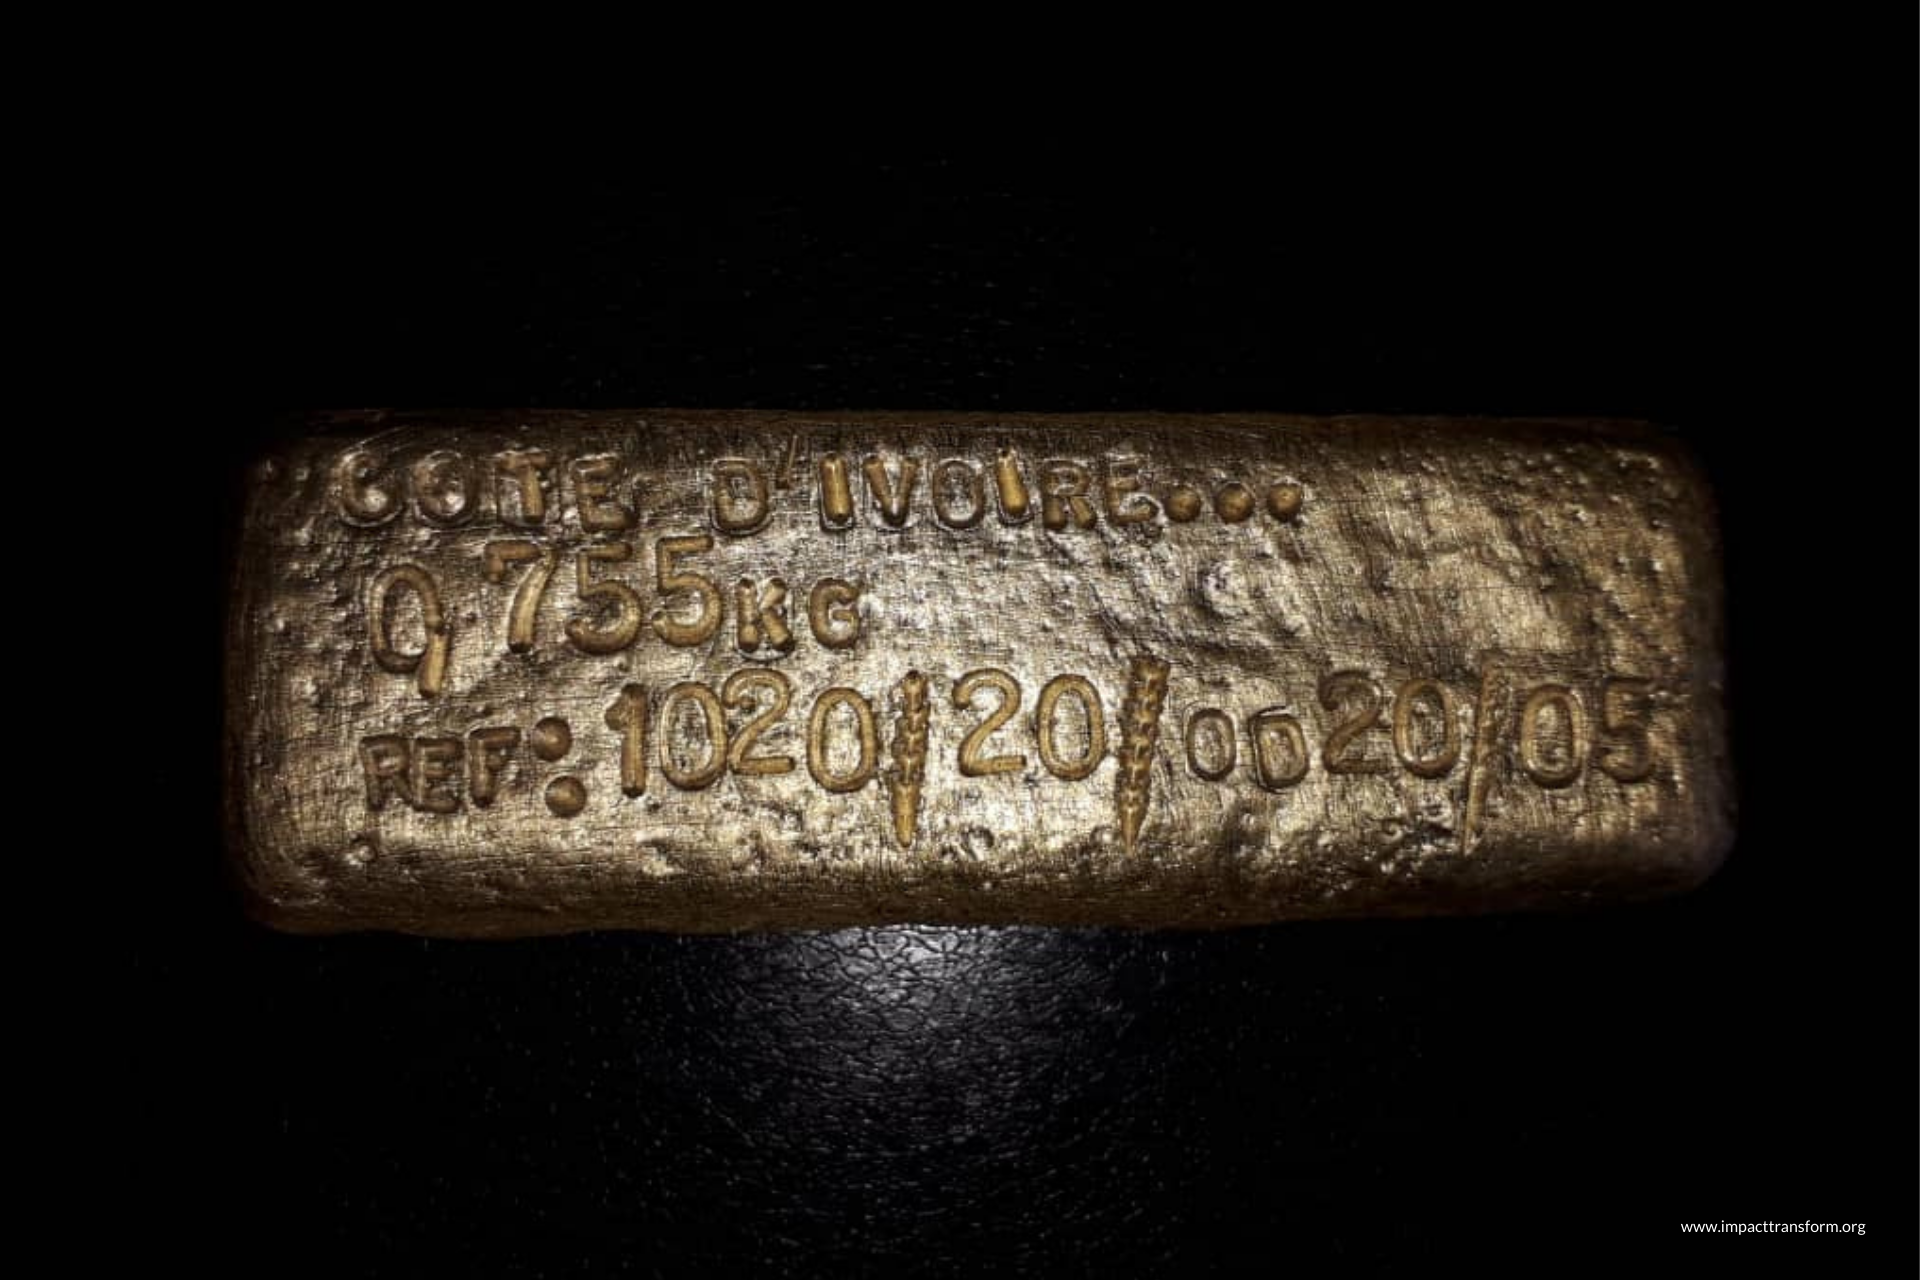 COTE D'IVOIRE...
0,755KG
REF:1020/20/OD20/05
www.impacttransform.org